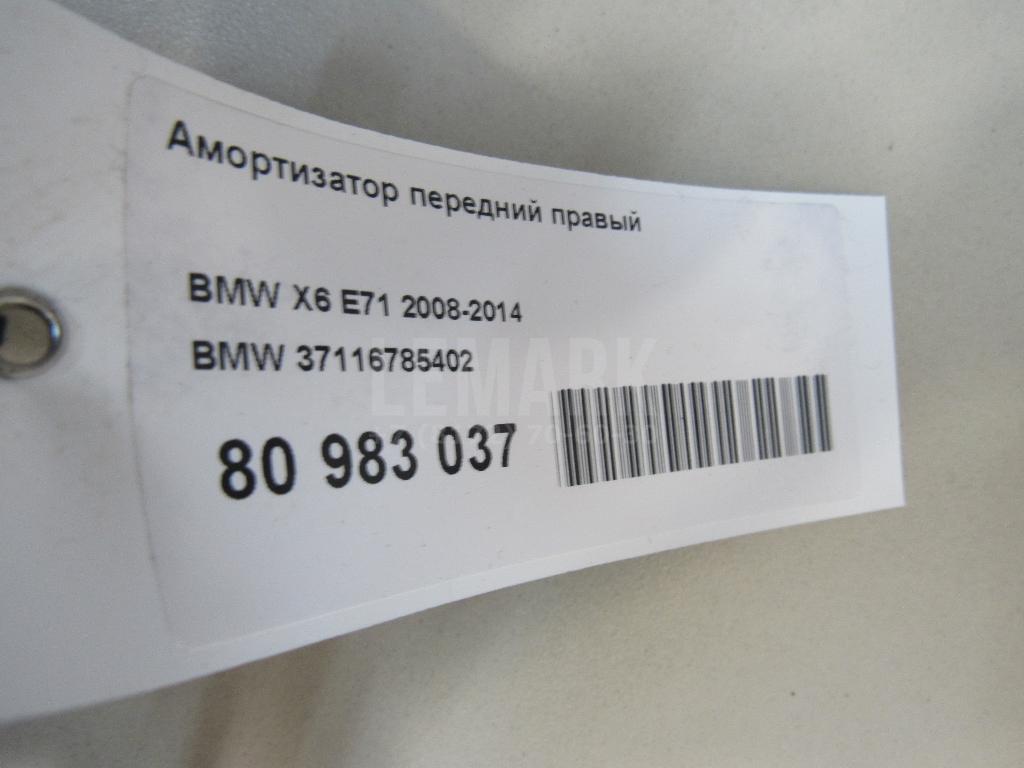 Амортизатор передний правый
BMW X6 E71 2008-2014
BMW 37116785402
LEMARK
80 983 037